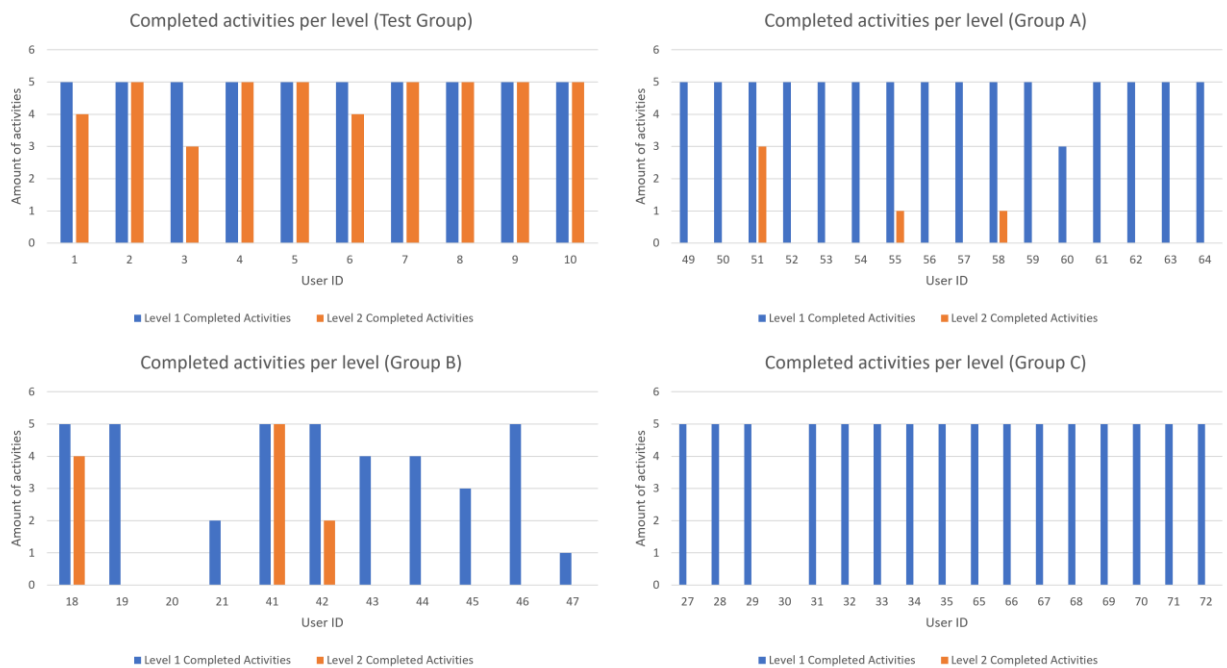 Completed activities per level (Test Group)
6
5
4
3
2
1
0
Amount of activities
1 2 3 4 5 6 7 8 9 10
User ID
Level 1 Completed Activities Level 2 Completed Activities
Completed activities per level (Group A)
6
5
4
3
2
1
0
Amount of activities
49 50 51 52 53 54 55 56 57 58 59 60 61 62 63 64
User ID
Level 1 Completed Activities Level 2 Completed Activities
Completed activities per level (Group B)
6
5
4
3
2
1
0
Amount of activities
18 19 20 21 41 42 43 44 45 46 47
User ID
Level 1 Completed Activities Level 2 Completed Activities
Completed activities per level (Group C)
6
5
4
3
2
1
0
Amount of activities
27 28 29 30 31 32 33 34 35 65 66 67 68 69 70 71 72
User ID
Level 1 Completed Activities Level 2 Completed Activities